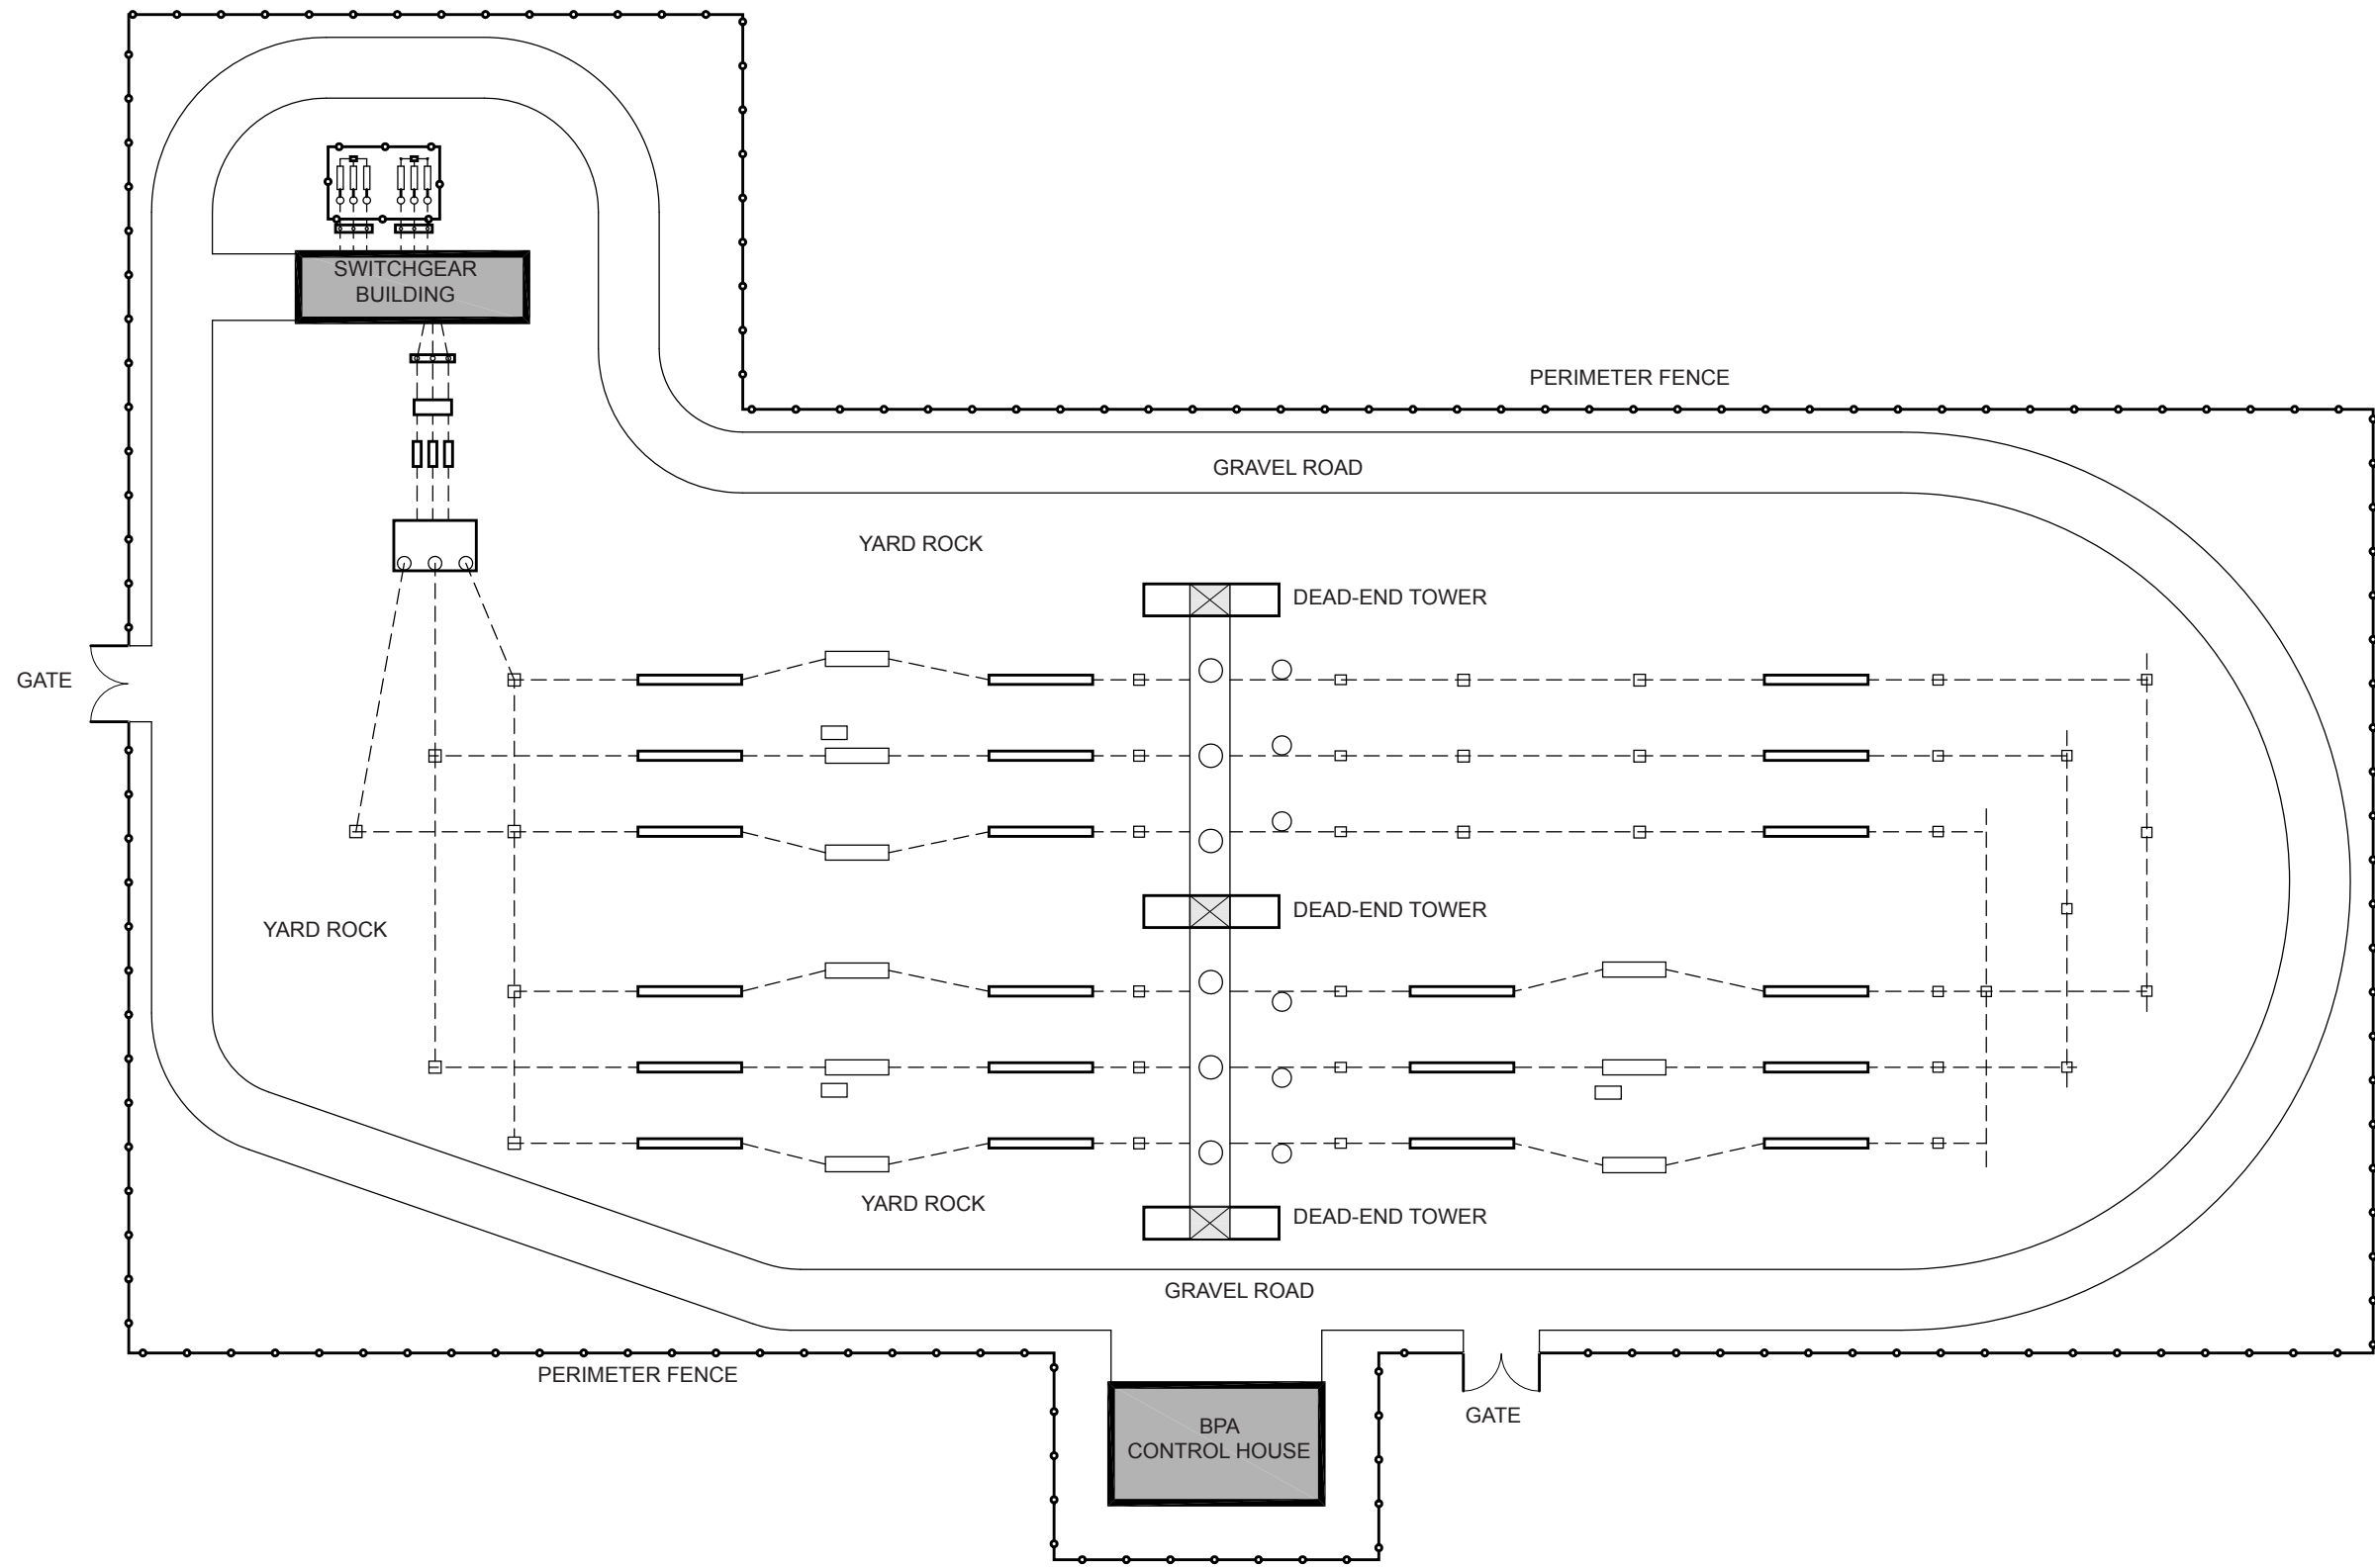 SWITCHGEAR
BUILDING
PERIMETER FENCE
GRAVEL ROAD
YARD ROCK
DEAD-END TOWER
GATE
DEAD-END TOWER
YARD ROCK
YARD ROCK
DEAD-END TOWER
GRAVEL ROAD
PERIMETER FENCE
GATE
BPA
CONTROL HOUSE